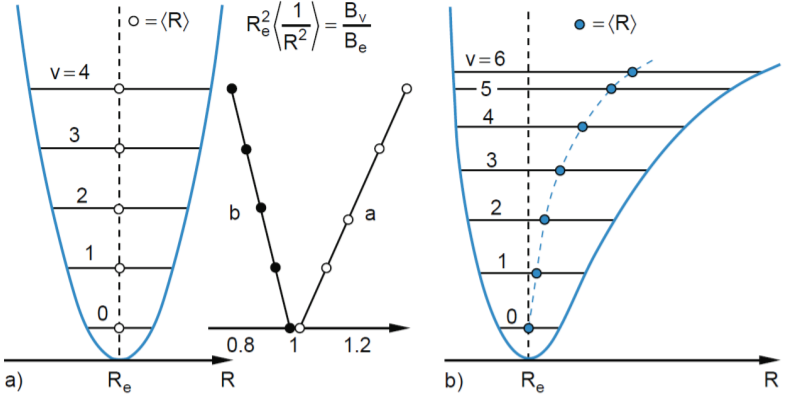 R
○ = ⟨R⟩
R_e^2 ⟨1/R^2⟩ = B_v/B_e
v = 4
3
2
1
0
b
a
0.8 1 1.2
a)
R_e
R
R
● = ⟨R⟩
v = 6
5
4
3
2
1
0
b)
R_e
R